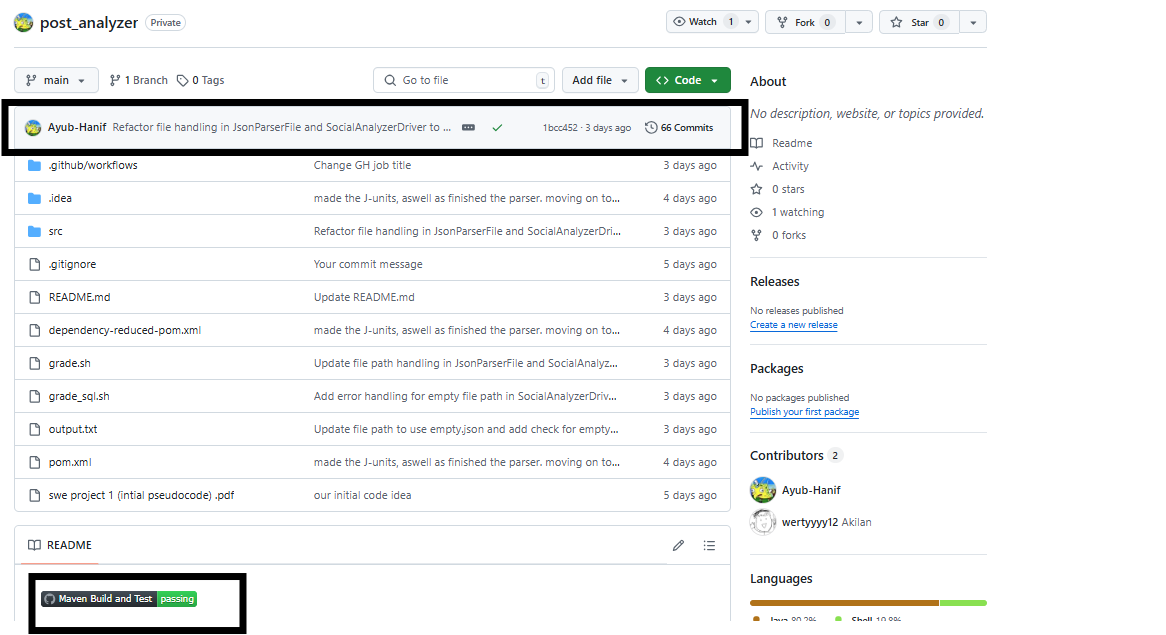 post_analyzer Private Watch 1 Fork 0 Star 0
main 1 Branch 0 Tags Go to file t Add file <> Code
Ayub-Hanif Refactor file handling in JsonParserFile and SocialAnalyzerDriver to ... 1bcc452 · 3 days ago 66 Commits
.github/workflows Change GH job title 3 days ago
.idea made the J-units, aswell as finished the parser. moving on to... 4 days ago
src Refactor file handling in JsonParserFile and SocialAnalyzerDri... 3 days ago
.gitignore Your commit message 5 days ago
README.md Update README.md 3 days ago
dependency-reduced-pom.xml made the J-units, aswell as finished the parser. moving on to... 4 days ago
grade.sh Update file path handling in JsonParserFile and SocialAnalyz... 3 days ago
grade_sql.sh Add error handling for empty file path in SocialAnalyzerDriv... 3 days ago
output.txt Update file path to use empty.json and add check for empty... 3 days ago
pom.xml made the J-units, aswell as finished the parser. moving on to... 4 days ago
swe project 1 (intial pseudocode) .pdf our initial code idea 5 days ago
README
Maven Build and Test passing
About
No description, website, or topics provided.
Readme
Activity
0 stars
1 watching
0 forks
Releases
No releases published
Create a new release
Packages
No packages published
Publish your first package
Contributors 2
Ayub-Hanif
wertyyyy12 Akilan
Languages
Java 80.2% Shell 19.8%